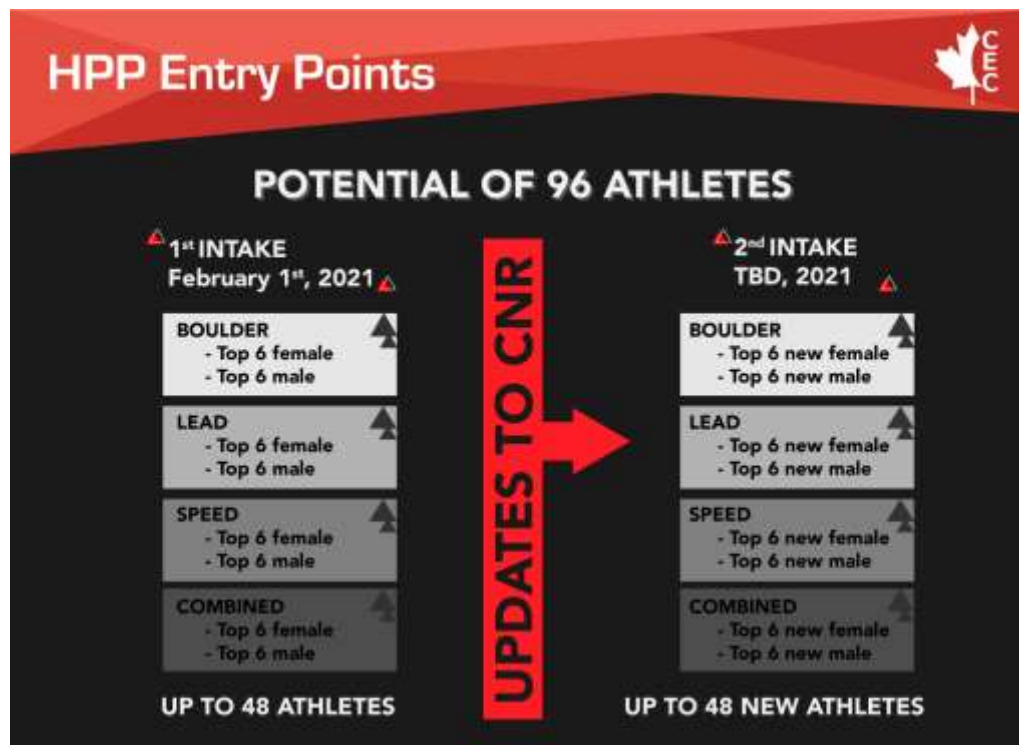 HPP Entry Points
CEC
POTENTIAL OF 96 ATHLETES
1st INTAKE
February 1st, 2021
BOULDER
- Top 6 female
- Top 6 male
LEAD
- Top 6 female
- Top 6 male
SPEED
- Top 6 female
- Top 6 male
COMBINED
- Top 6 female
- Top 6 male
UP TO 48 ATHLETES
UPDATES TO CNR
2nd INTAKE
TBD, 2021
BOULDER
- Top 6 new female
- Top 6 new male
LEAD
- Top 6 new female
- Top 6 new male
SPEED
- Top 6 new female
- Top 6 new male
COMBINED
- Top 6 new female
- Top 6 new male
UP TO 48 NEW ATHLETES